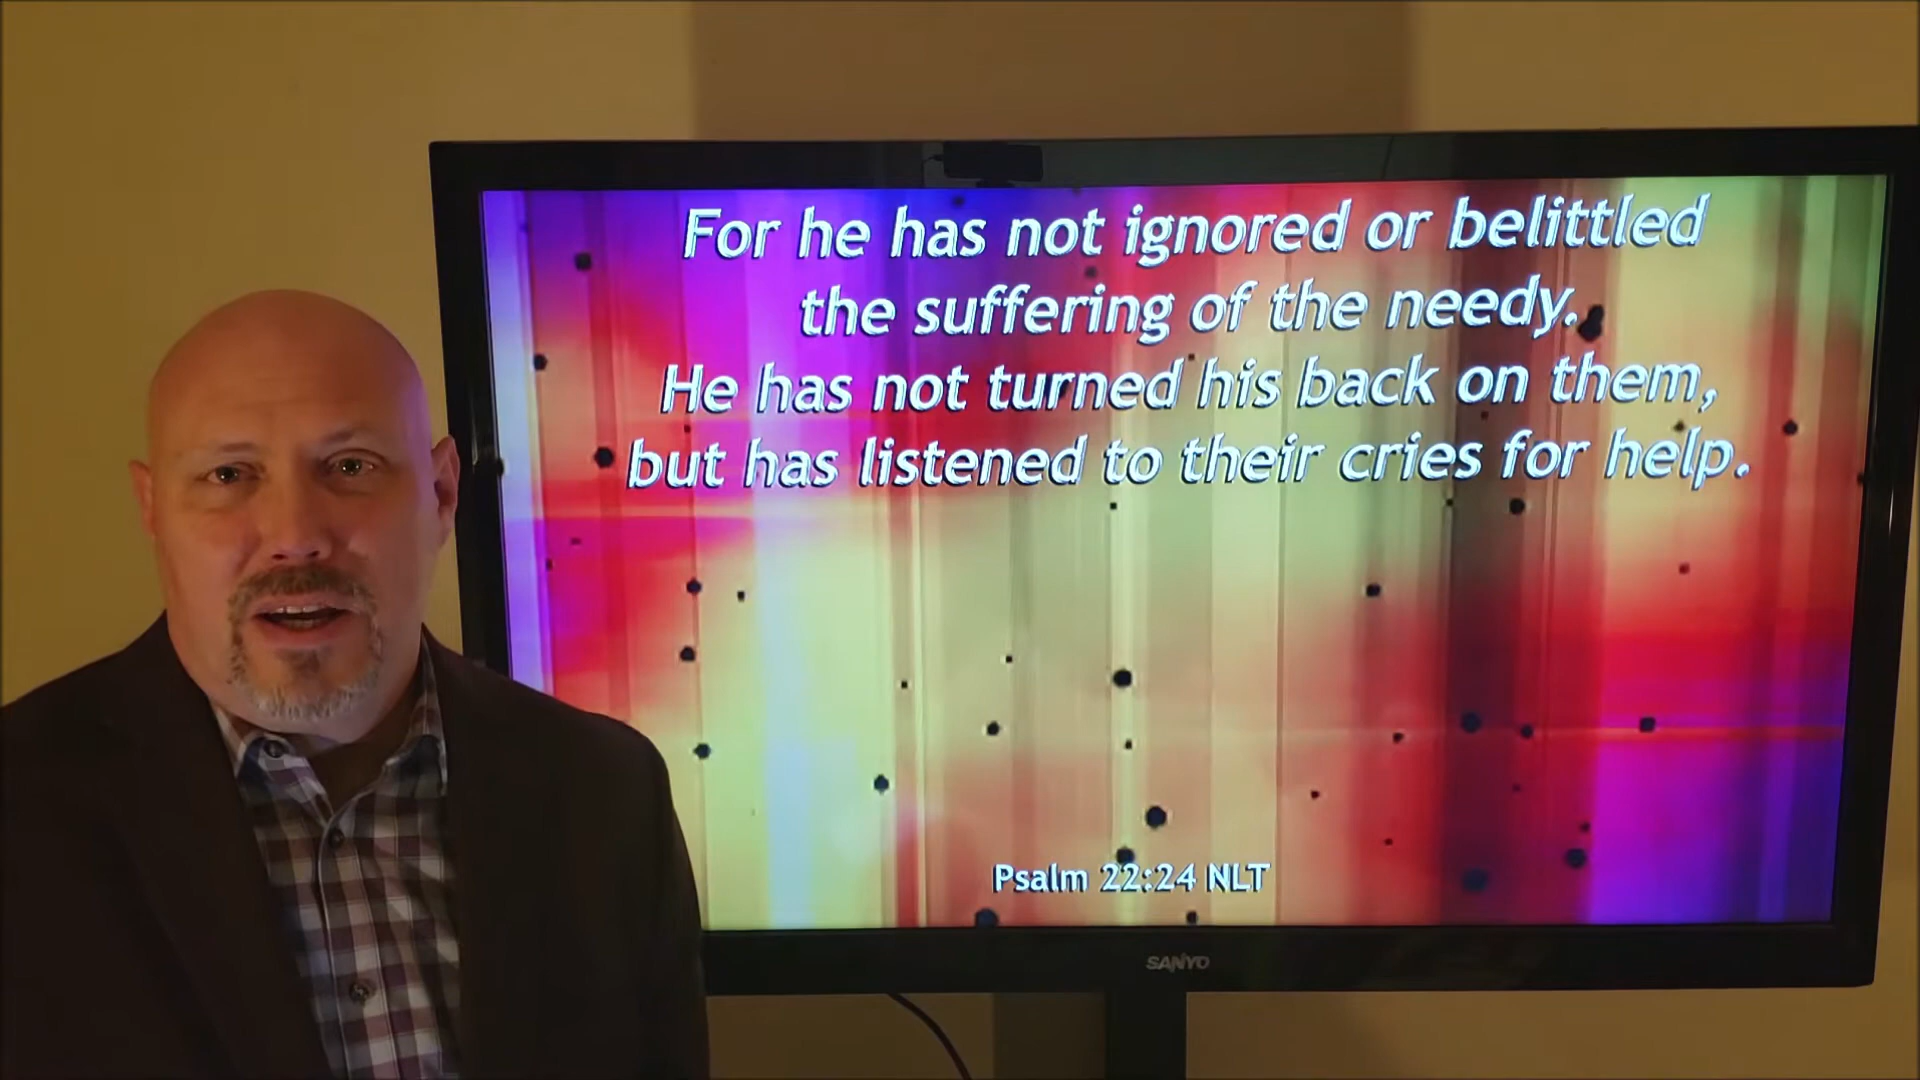 For he has not ignored or belittled
the suffering of the needy.
He has not turned his back on them,
but has listened to their cries for help.
Psalm 22:24 NLT
SANYO